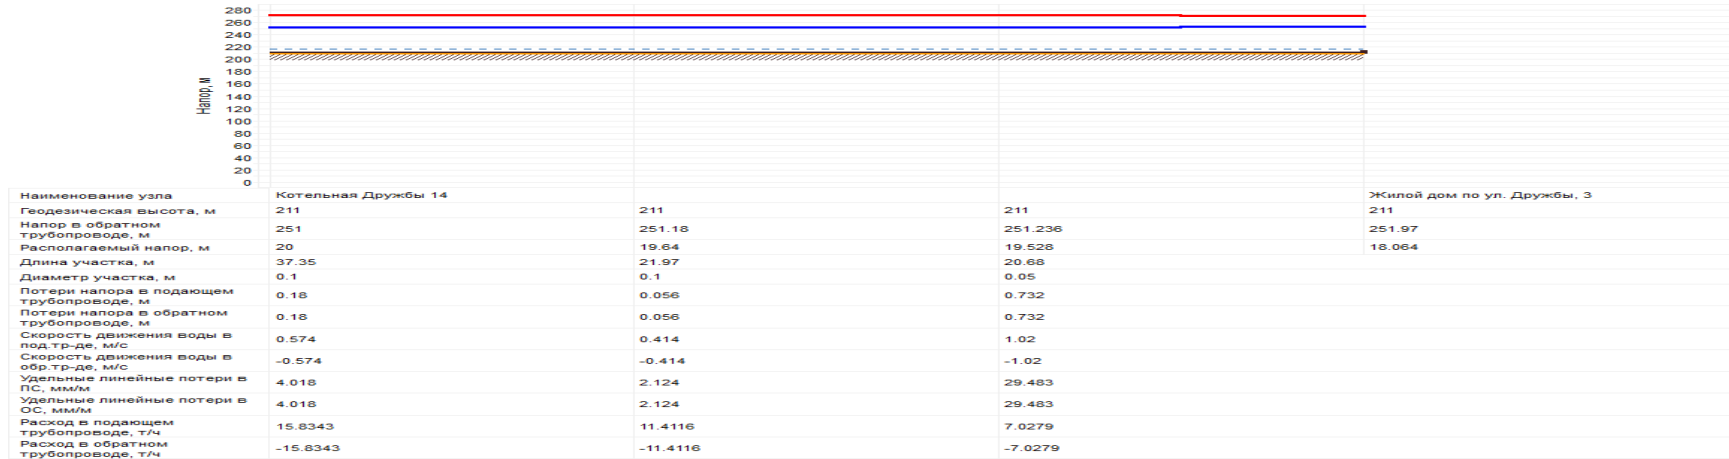 280
260
240
220
200
180
160
140
120
100
80
60
40
20
0
Напор, м
Наименование узла Котельная Дружбы 14 Жилой дом по ул. Дружбы, 3
Геодезическая высота, м 211 211 211 211
Напор в обратном
трубопроводе, м 251 251.18 251.236 251.97
Располагаемый напор, м 20 19.64 19.528 18.064
Длина участка, м 37.35 21.97 20.68
Диаметр участка, м 0.1 0.1 0.05
Потери напора в подающем
трубопроводе, м 0.18 0.056 0.732
Потери напора в обратном
трубопроводе, м 0.18 0.056 0.732
Скорость движения воды в
под.тр-де, м/с 0.574 0.414 1.02
Скорость движения воды в
обр.тр-де, м/с -0.574 -0.414 -1.02
Удельные линейные потери в
ПС, мм/м 4.018 2.124 29.483
Удельные линейные потери в
ОС, мм/м 4.018 2.124 29.483
Расход в подающем
трубопроводе, т/ч 15.8343 11.4116 7.0279
Расход в обратном
трубопроводе, т/ч -15.8343 -11.4116 -7.0279